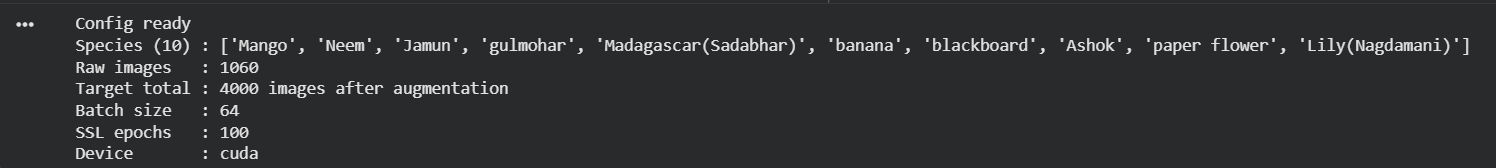 ••• Config ready
Species (10) : ['Mango', 'Neem', 'Jamun', 'gulmohar', 'Madagascar(Sadabhar)', 'banana', 'blackboard', 'Ashok', 'paper flower', 'Lily(Nagdamani)']
Raw images   : 1060
Target total : 4000 images after augmentation
Batch size   : 64
SSL epochs   : 100
Device       : cuda